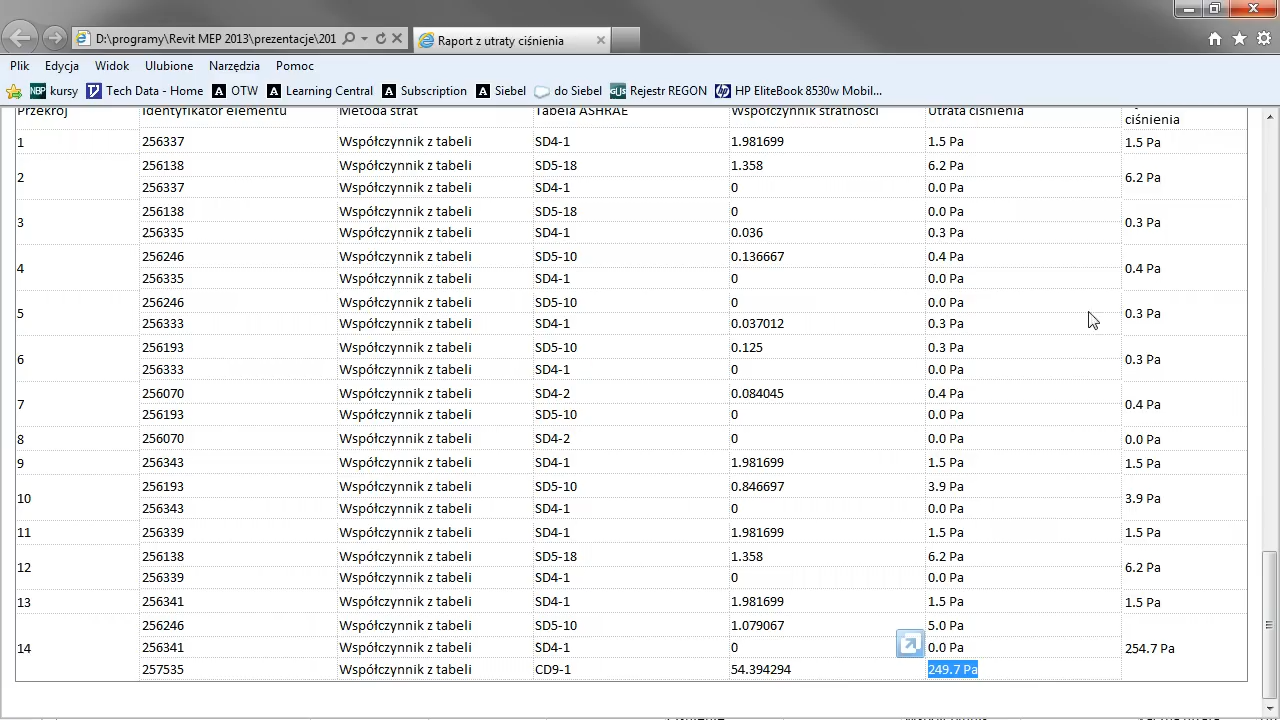 D:\programy\Revit MEP 2013\prezentacje\201
Raport z utraty ciśnienia
Plik Edycja Widok Ulubione Narzędzia Pomoc
NBP kursy Tech Data - Home OTW Learning Central Subscription Siebel do Siebel GUS Rejestr REGON HP EliteBook 8530w Mobil...
Przekrój Identyfikator elementu Metoda strat Tabela ASHRAE Współczynnik stratności Utrata ciśnienia
ciśnienia
1 256337 Współczynnik z tabeli SD4-1 1.981699 1.5 Pa 1.5 Pa
2 256138 Współczynnik z tabeli SD5-18 1.358 6.2 Pa 6.2 Pa
256337 Współczynnik z tabeli SD4-1 0 0.0 Pa
3 256138 Współczynnik z tabeli SD5-18 0 0.0 Pa 0.3 Pa
256335 Współczynnik z tabeli SD4-1 0.036 0.3 Pa
4 256246 Współczynnik z tabeli SD5-10 0.136667 0.4 Pa 0.4 Pa
256335 Współczynnik z tabeli SD4-1 0 0.0 Pa
5 256246 Współczynnik z tabeli SD5-10 0 0.0 Pa 0.3 Pa
256333 Współczynnik z tabeli SD4-1 0.037012 0.3 Pa
6 256193 Współczynnik z tabeli SD5-10 0.125 0.3 Pa 0.3 Pa
256333 Współczynnik z tabeli SD4-1 0 0.0 Pa
7 256070 Współczynnik z tabeli SD4-2 0.084045 0.4 Pa 0.4 Pa
256193 Współczynnik z tabeli SD5-10 0 0.0 Pa
8 256070 Współczynnik z tabeli SD4-2 0 0.0 Pa 0.0 Pa
9 256343 Współczynnik z tabeli SD4-1 1.981699 1.5 Pa 1.5 Pa
10 256193 Współczynnik z tabeli SD5-10 0.846697 3.9 Pa 3.9 Pa
256343 Współczynnik z tabeli SD4-1 0 0.0 Pa
11 256339 Współczynnik z tabeli SD4-1 1.981699 1.5 Pa 1.5 Pa
12 256138 Współczynnik z tabeli SD5-18 1.358 6.2 Pa 6.2 Pa
256339 Współczynnik z tabeli SD4-1 0 0.0 Pa
13 256341 Współczynnik z tabeli SD4-1 1.981699 1.5 Pa 1.5 Pa
14 256246 Współczynnik z tabeli SD5-10 1.079067 5.0 Pa 254.7 Pa
256341 Współczynnik z tabeli SD4-1 0 0.0 Pa
257535 Współczynnik z tabeli CD9-1 54.394294 249.7 Pa